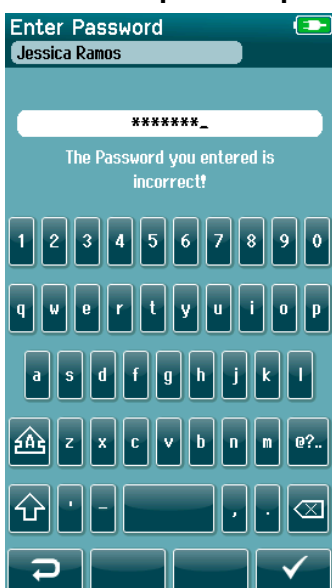 Enter Password
Jessica Ramos
*******_
The Password you entered is
incorrect!
1 2 3 4 5 6 7 8 9 0
q w e r t y u i o p
a s d f g h j k l
A z x c v b n m @?..
' - , .